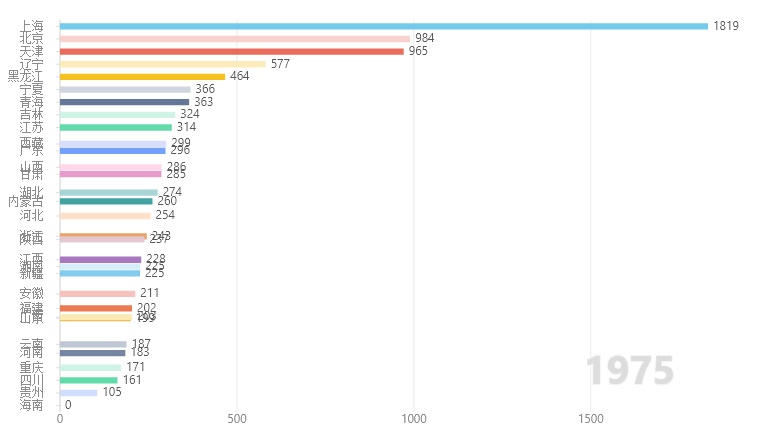 上海 1819
北京 984
天津 965
辽宁 577
黑龙江 464
宁夏 366
青海 363
吉林 324
江苏 314
西藏 299
广东 296
山西 286
甘肃 285
湖北 274
内蒙古 260
河北 254
浙江 243
陕西 237
江西 228
湖南 225
新疆 225
安徽 211
福建 202
山东 199
云南 187
河南 183
重庆 171
四川 161
贵州 105
海南 0
0 500 1000 1500
1975